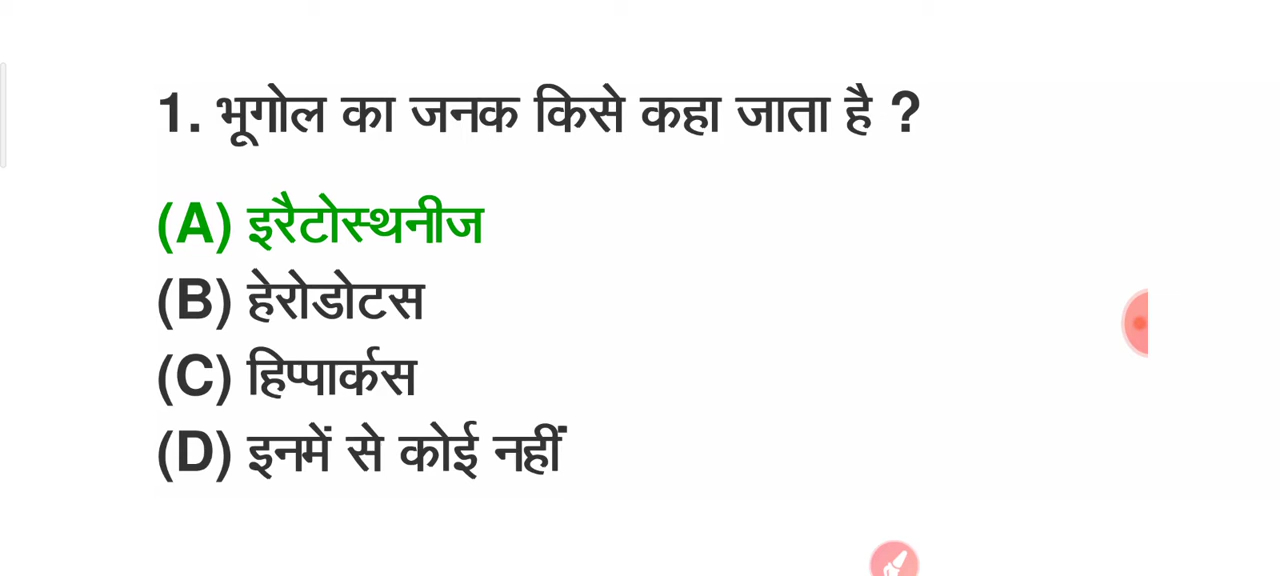 1. भूगोल का जनक किसे कहा जाता है ?
(A) इरैटोस्थनीज
(B) हेरोडोटस
(C) हिप्पार्कस
(D) इनमें से कोई नहीं